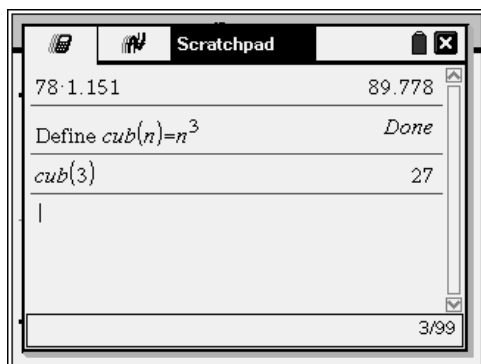 Scratchpad
78·1.151 89.778
Define cub(n)=n³ Done
cub(3) 27
3/99